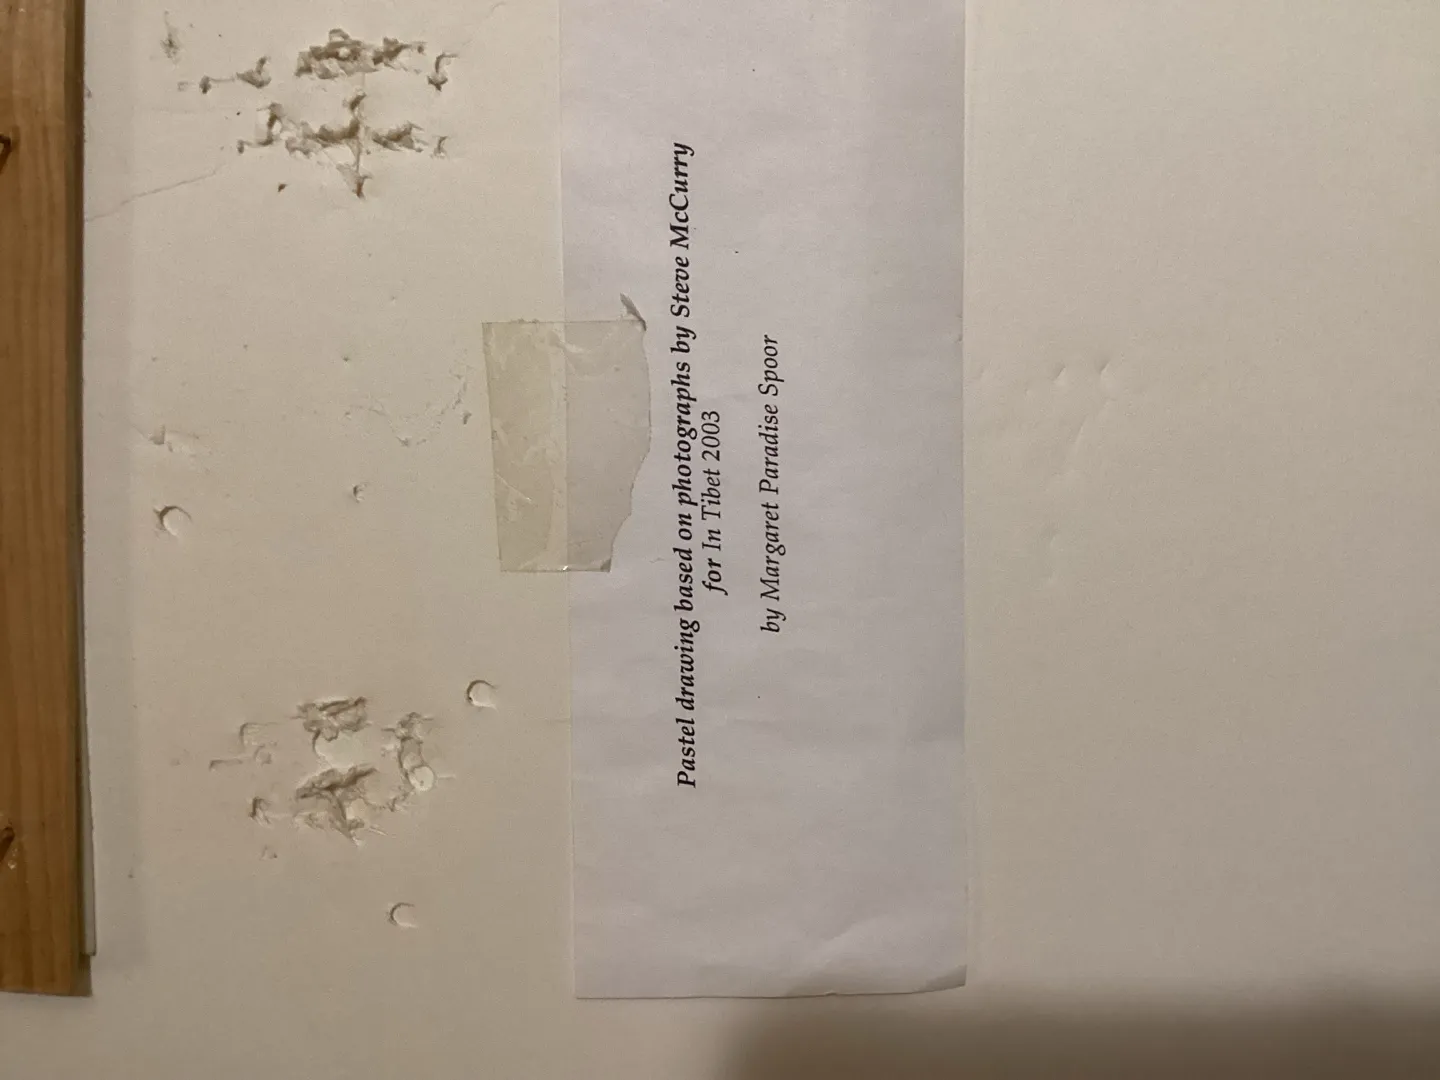 Pastel drawing based on photographs by Steve McCurry
for In Tibet 2003
by Margaret Paradise Spoor